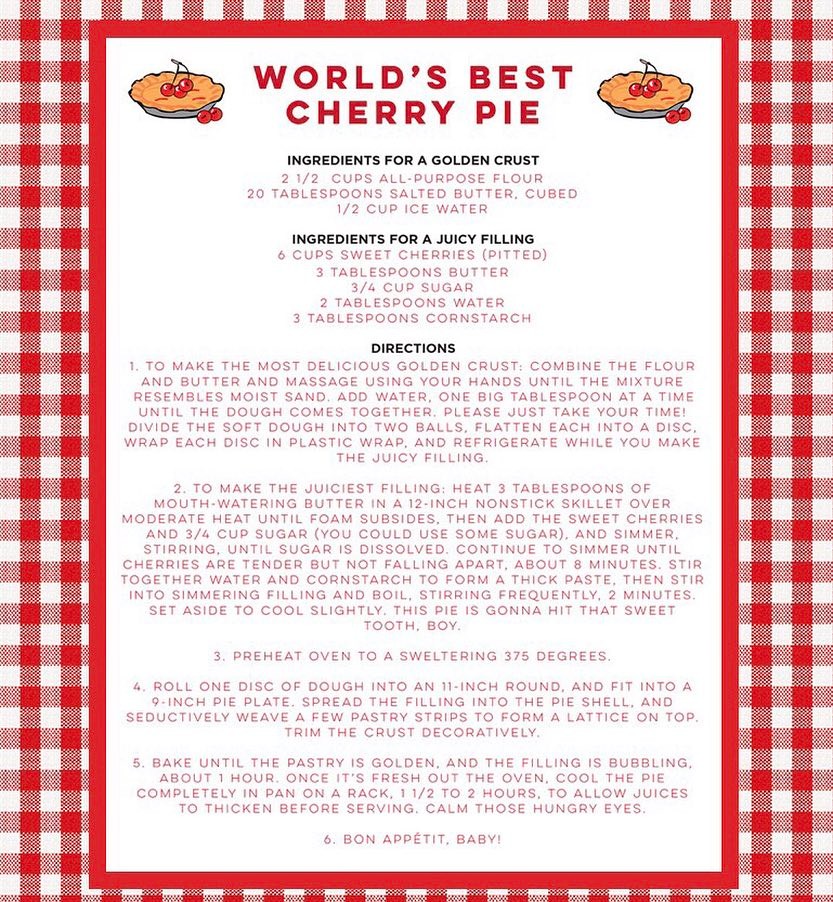 WORLD'S BEST
CHERRY PIE
INGREDIENTS FOR A GOLDEN CRUST
2 1/2 CUPS ALL-PURPOSE FLOUR
20 TABLESPOONS SALTED BUTTER, CUBED
1/2 CUP ICE WATER
INGREDIENTS FOR A JUICY FILLING
6 CUPS SWEET CHERRIES (PITTED)
3 TABLESPOONS BUTTER
3/4 CUP SUGAR
2 TABLESPOONS WATER
3 TABLESPOONS CORNSTARCH
DIRECTIONS
1. TO MAKE THE MOST DELICIOUS GOLDEN CRUST: COMBINE THE FLOUR
AND BUTTER AND MASSAGE USING YOUR HANDS UNTIL THE MIXTURE
RESEMBLES MOIST SAND. ADD WATER, ONE BIG TABLESPOON AT A TIME
UNTIL THE DOUGH COMES TOGETHER. PLEASE JUST TAKE YOUR TIME!
DIVIDE THE SOFT DOUGH INTO TWO BALLS, FLATTEN EACH INTO A DISC,
WRAP EACH DISC IN PLASTIC WRAP, AND REFRIGERATE WHILE YOU MAKE
THE JUICY FILLING.
2. TO MAKE THE JUICIEST FILLING: HEAT 3 TABLESPOONS OF
MOUTH-WATERING BUTTER IN A 12-INCH NONSTICK SKILLET OVER
MODERATE HEAT UNTIL FOAM SUBSIDES, THEN ADD THE SWEET CHERRIES
AND 3/4 CUP SUGAR (YOU COULD USE SOME SUGAR), AND SIMMER,
STIRRING, UNTIL SUGAR IS DISSOLVED. CONTINUE TO SIMMER UNTIL
CHERRIES ARE TENDER BUT NOT FALLING APART, ABOUT 8 MINUTES. STIR
TOGETHER WATER AND CORNSTARCH TO FORM A THICK PASTE, THEN STIR
INTO SIMMERING FILLING AND BOIL, STIRRING FREQUENTLY, 2 MINUTES.
SET ASIDE TO COOL SLIGHTLY. THIS PIE IS GONNA HIT THAT SWEET
TOOTH, BOY.
3. PREHEAT OVEN TO A SWELTERING 375 DEGREES.
4. ROLL ONE DISC OF DOUGH INTO AN 11-INCH ROUND, AND FIT INTO A
9-INCH PIE PLATE. SPREAD THE FILLING INTO THE PIE SHELL, AND
SEDUCTIVELY WEAVE A FEW PASTRY STRIPS TO FORM A LATTICE ON TOP.
TRIM THE CRUST DECORATIVELY.
5. BAKE UNTIL THE PASTRY IS GOLDEN, AND THE FILLING IS BUBBLING,
ABOUT 1 HOUR. ONCE IT'S FRESH OUT THE OVEN, COOL THE PIE
COMPLETELY IN PAN ON A RACK, 1 1/2 TO 2 HOURS, TO ALLOW JUICES
TO THICKEN BEFORE SERVING. CALM THOSE HUNGRY EYES.
6. BON APPÉTIT, BABY!